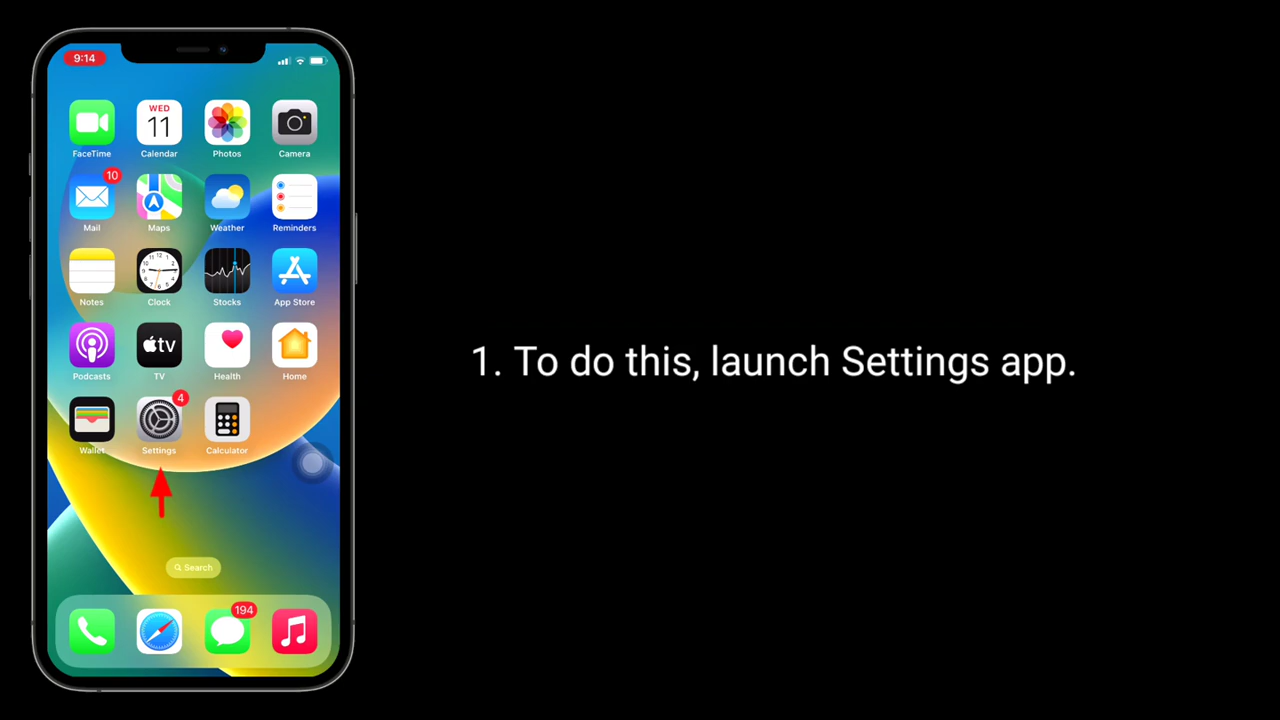 9:14
WED
11
FaceTime
Calendar
Photos
Camera
10
Mail
Maps
Weather
Reminders
12
Notes
Clock
Stocks
App Store
tv
Podcasts
TV
Health
Home
4
Wallet
Settings
Calculator
1. To do this, launch Settings app.
Search
194